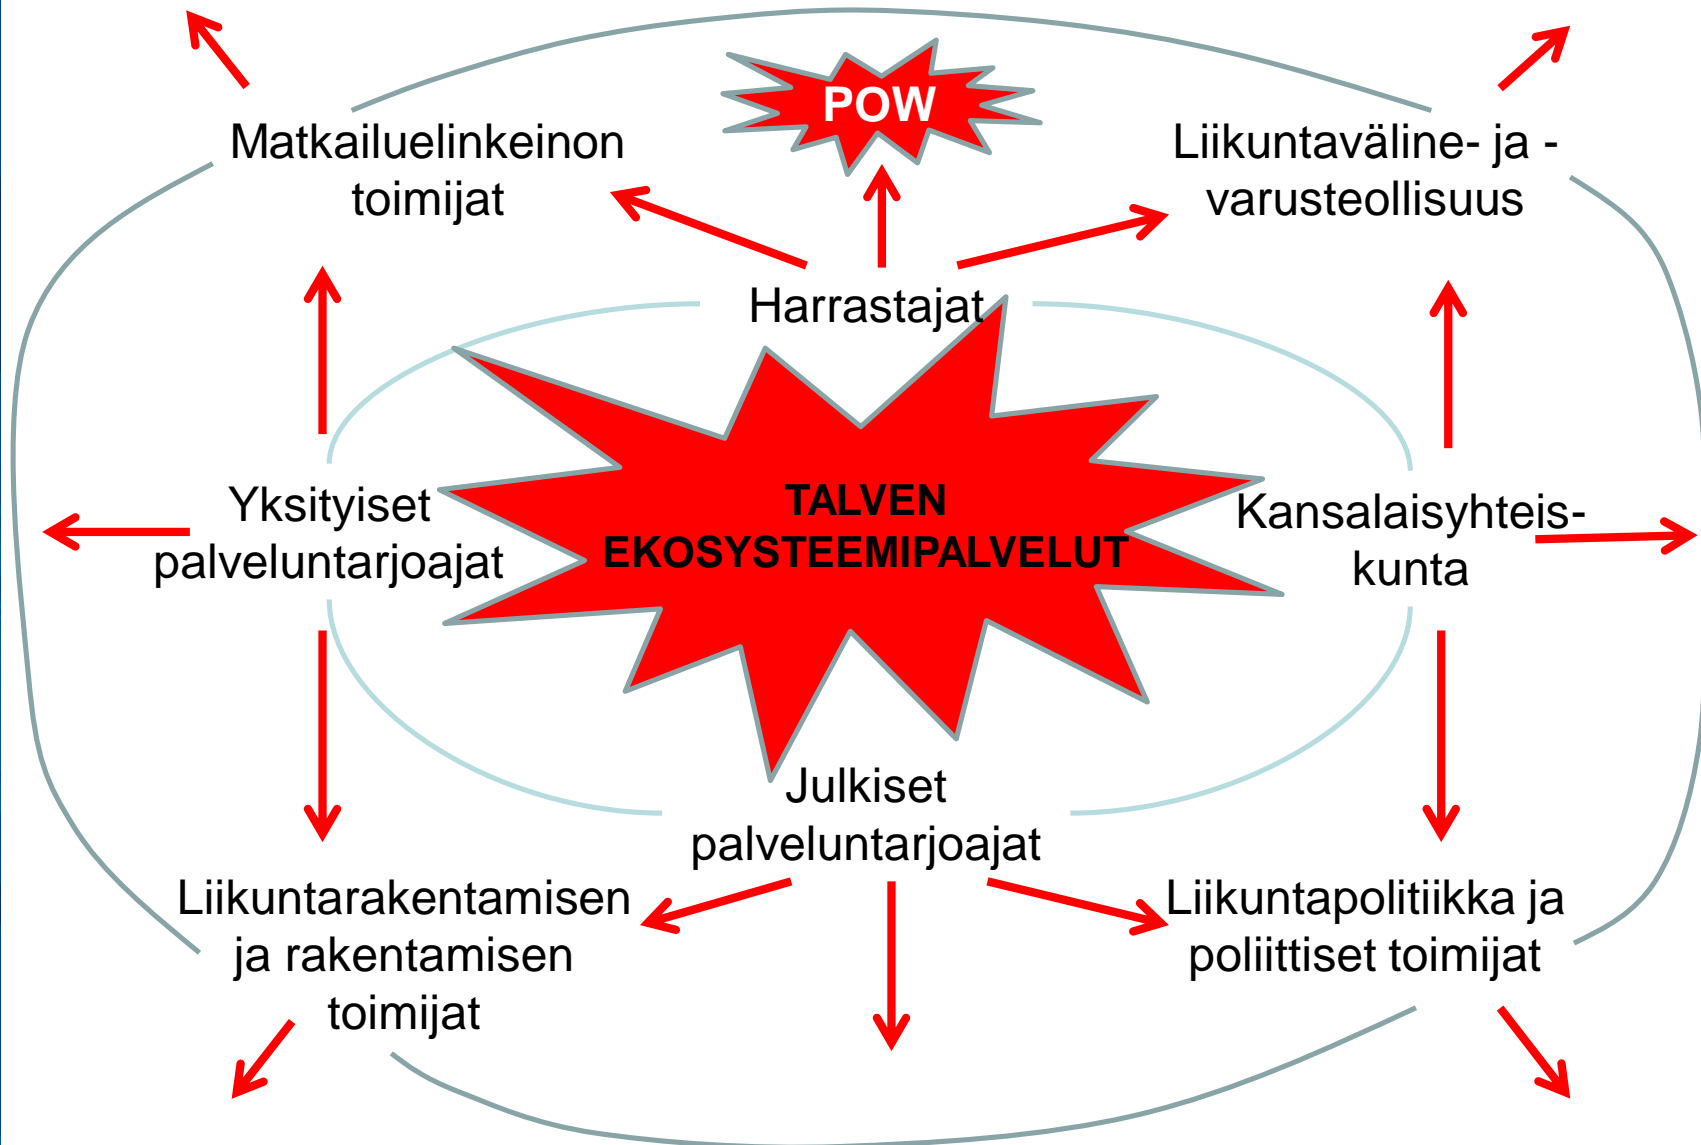 POW
Matkailuelinkeinon
toimijat
Liikuntaväline- ja -
varusteollisuus
Harrastajat
TALVEN
EKOSYSTEEMIPALVELUT
Yksityiset
palveluntarjoajat
Kansalaisyhteis-
kunta
Julkiset
palveluntarjoajat
Liikuntarakentamisen
ja rakentamisen
toimijat
Liikuntapolitiikka ja
poliittiset toimijat